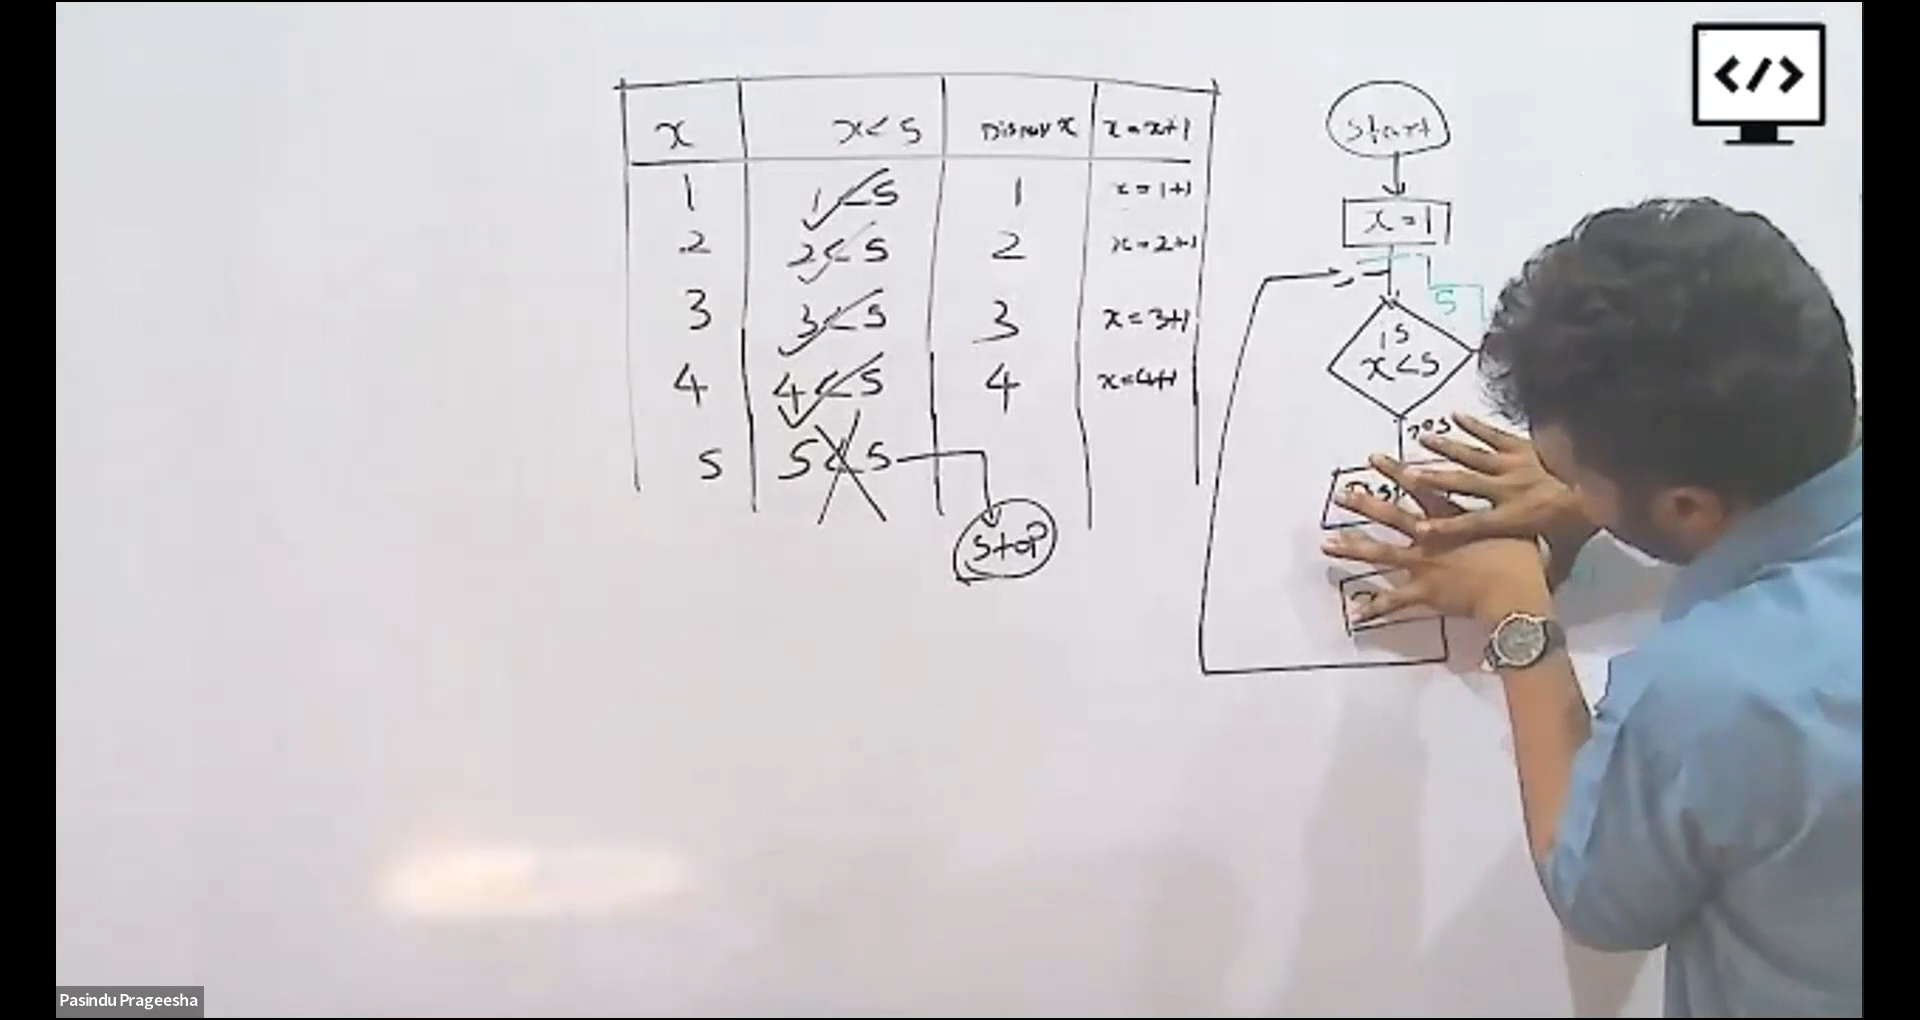 x x<5 Display x x=x+1
1 1<5 1 x=1+1
2 2<5 2 x=2+1
3 3<5 3 x=3+1
4 4<5 4 x=4+1
5 5<5
Stop
Start
x=1
5
is
x<5
yes
</>
Pasindu Prageesha